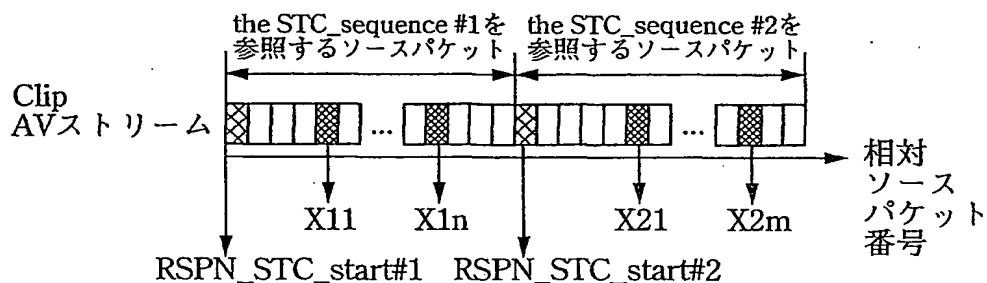 the STC_sequence #1を
参照するソースパケット
the STC_sequence #2を
参照するソースパケット
Clip
AVストリーム
...
...
相対
ソース
パケット
番号
X11
X1n
X21
X2m
RSPN_STC_start#1
RSPN_STC_start#2